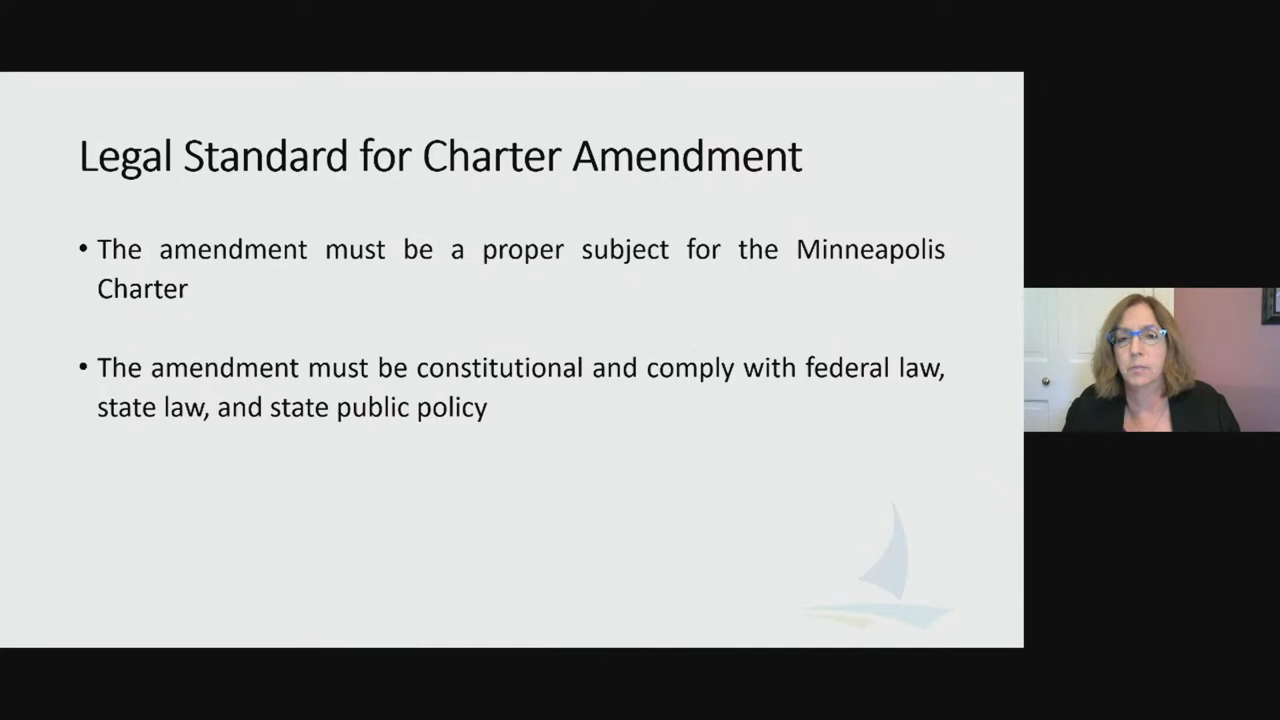 Legal Standard for Charter Amendment
• The amendment must be a proper subject for the Minneapolis
Charter
• The amendment must be constitutional and comply with federal law,
state law, and state public policy